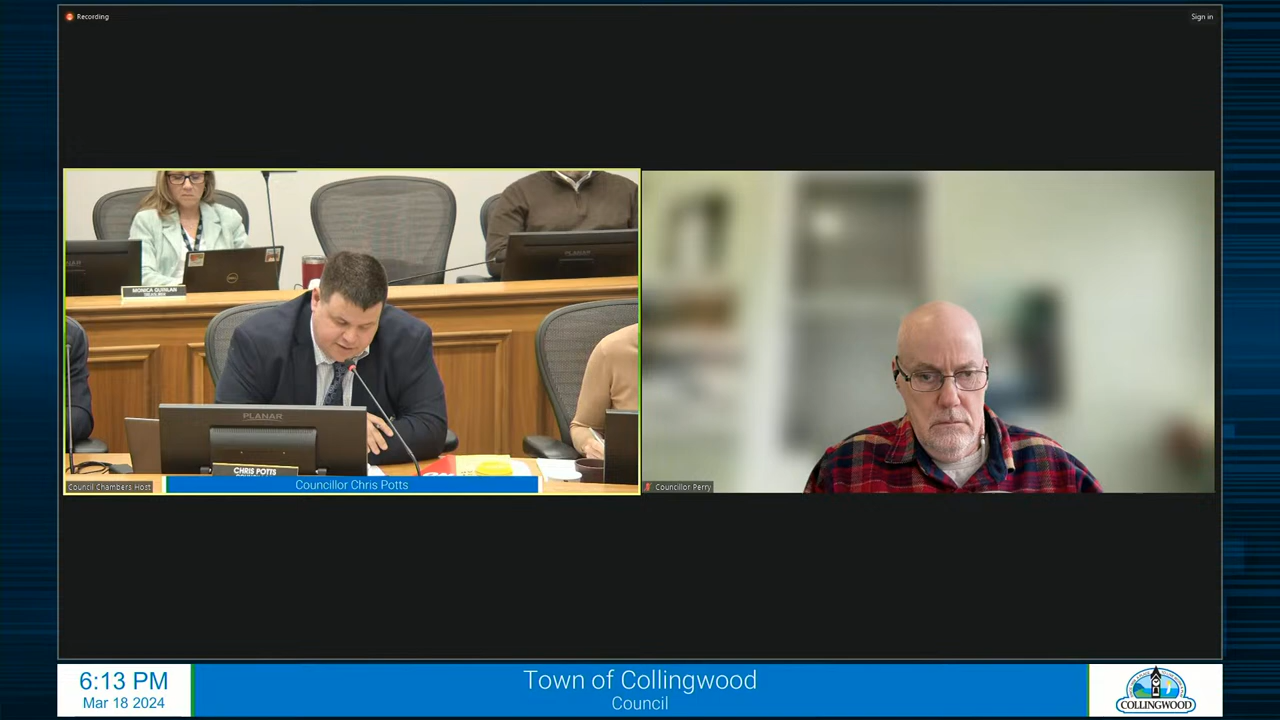 Recording
Sign in
MONICA QUINLAN
PLANAR
CHRIS POTTS
Council Chambers Host
Councillor Chris Potts
Councillor Perry
6:13 PM
Mar 18 2024
Town of Collingwood
Council
COLLINGWOOD